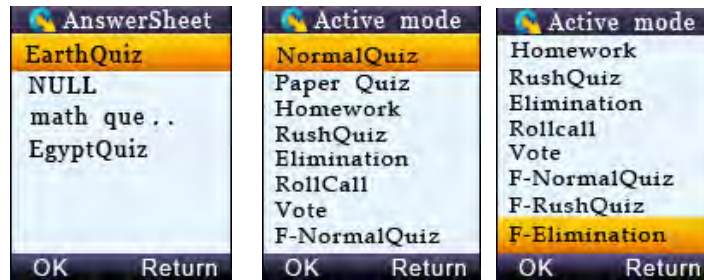 AnswerSheet
EarthQuiz
NULL
math que . .
EgyptQuiz
OK Return
Active mode
NormalQuiz
Paper Quiz
Homework
RushQuiz
Elimination
RollCall
Vote
F-NormalQuiz
OK Return
Active mode
Homework
RushQuiz
Elimination
Rollcall
Vote
F-NormalQuiz
F-RushQuiz
F-Elimination
OK Return